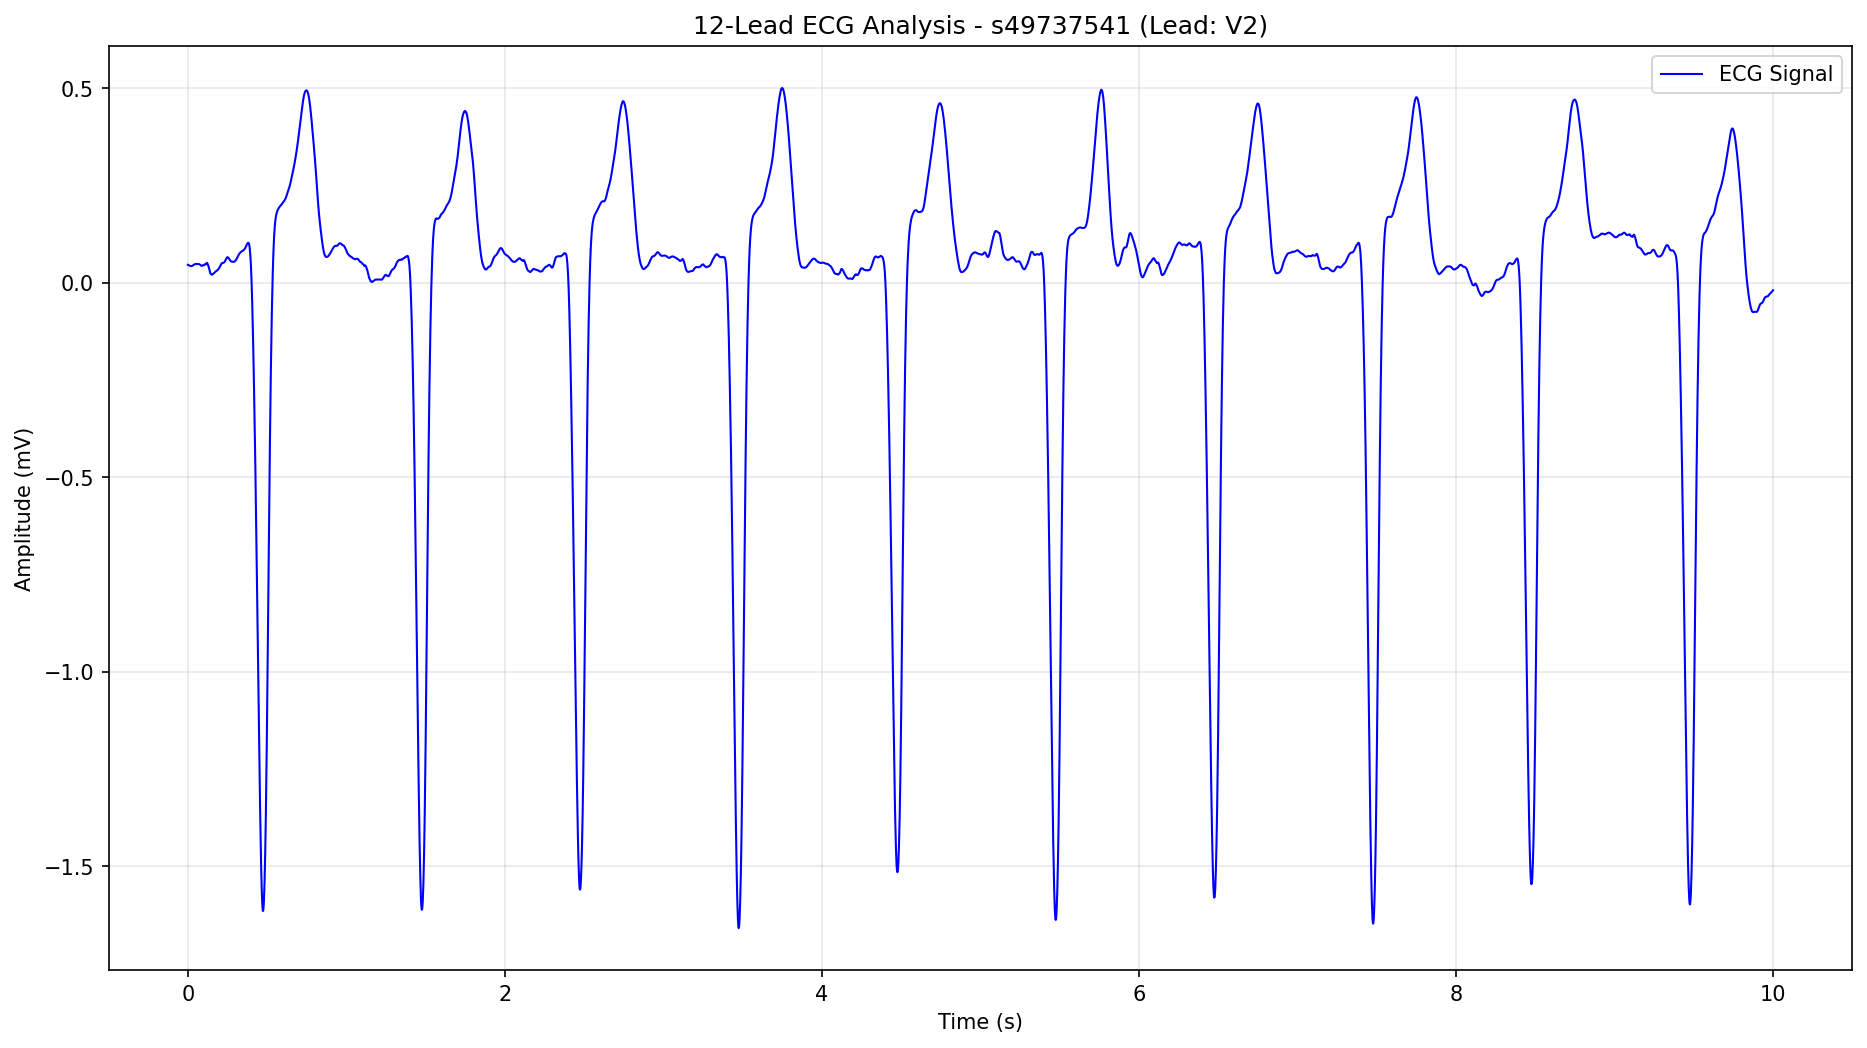 12-Lead ECG Analysis - s49737541 (Lead: V2)
ECG Signal
Amplitude (mV)
0.5
0.0
−0.5
−1.0
−1.5
0 2 4 6 8 10
Time (s)